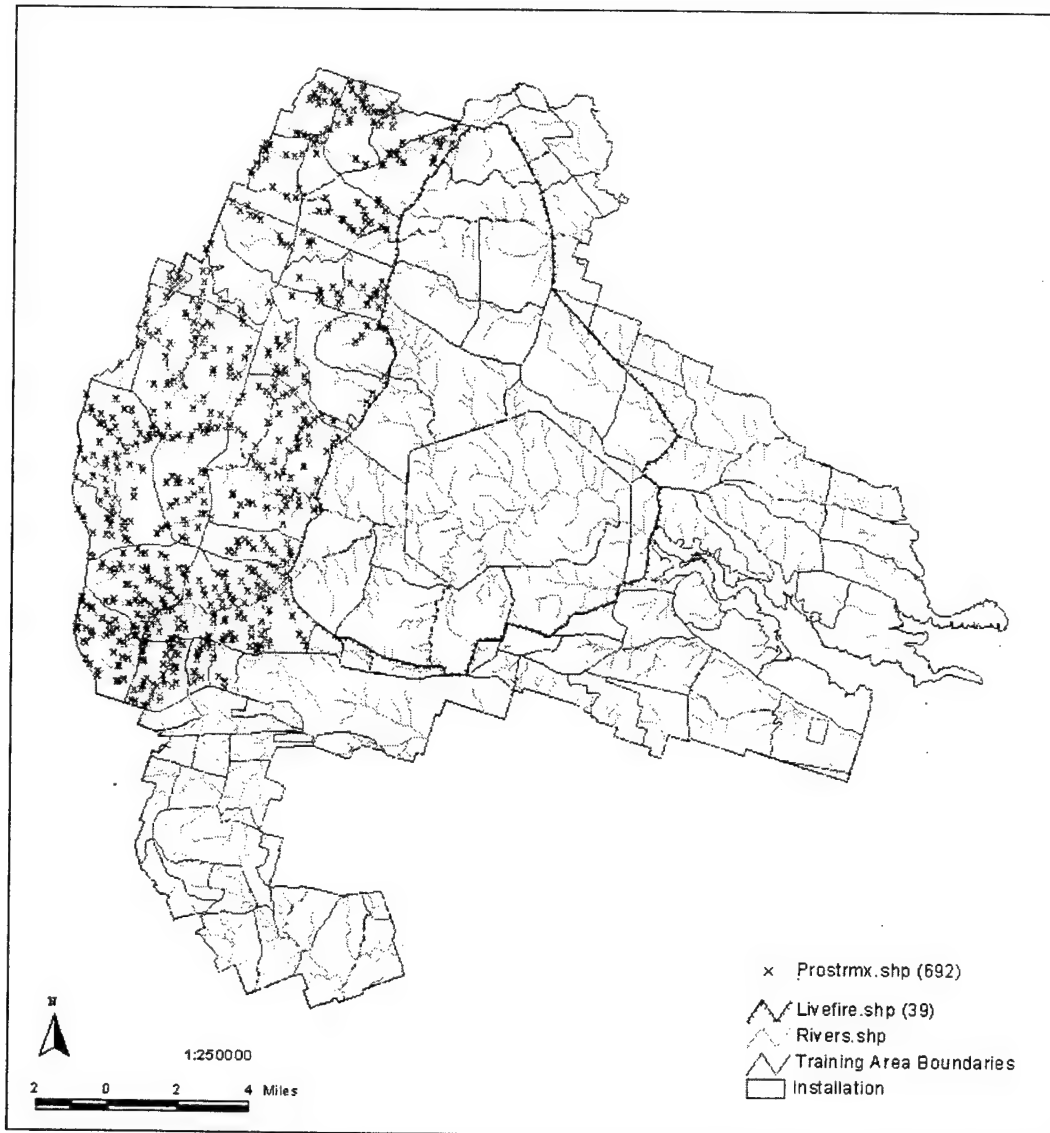 × Prostrmx.shp (692)
Livefire.shp (39)
Rivers.shp
Training Area Boundaries
Installation
N
1:250000
2 0 2 4 Miles